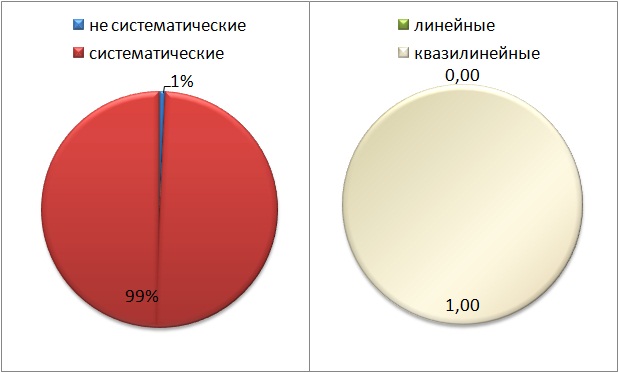 не систематические
систематические
1%
99%
линейные
квазилинейные
0,00
1,00